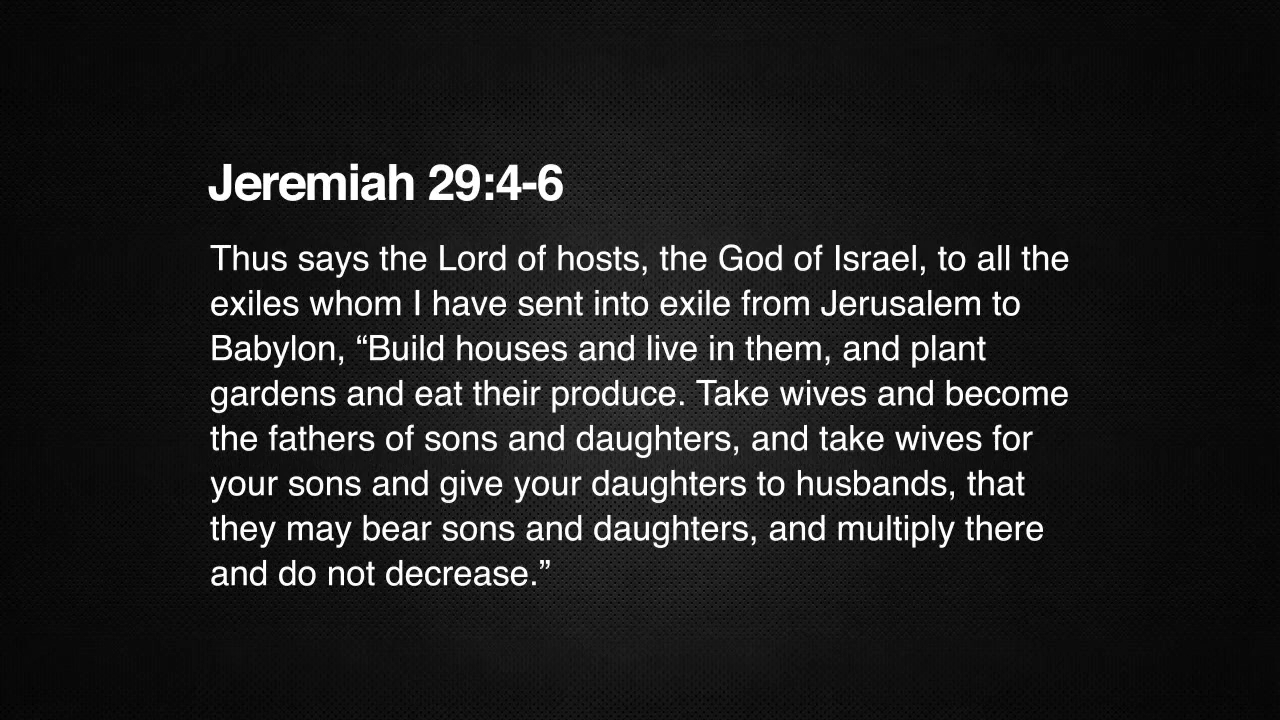 Jeremiah 29:4-6
Thus says the Lord of hosts, the God of Israel, to all the
exiles whom I have sent into exile from Jerusalem to
Babylon, “Build houses and live in them, and plant
gardens and eat their produce. Take wives and become
the fathers of sons and daughters, and take wives for
your sons and give your daughters to husbands, that
they may bear sons and daughters, and multiply there
and do not decrease.”